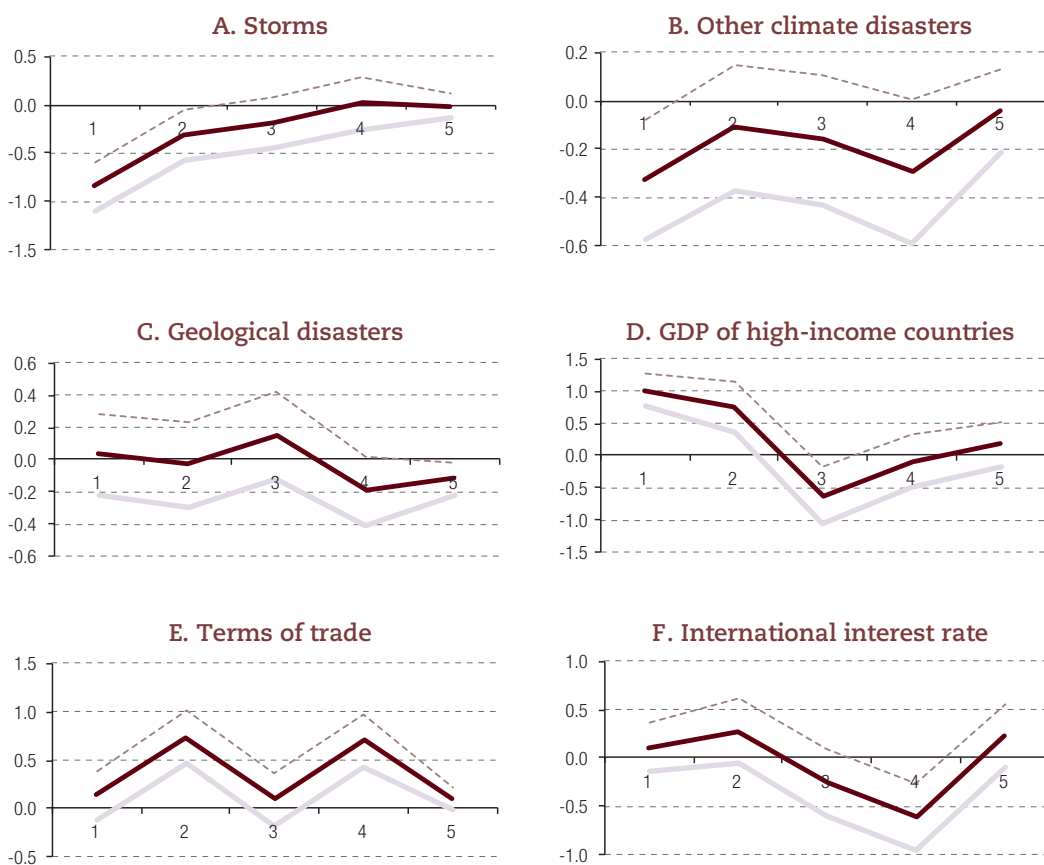 A. Storms
0.5
0.0
-0.5
-1.0
-1.5
1 2 3 4 5
B. Other climate disasters
0.2
0.0
-0.2
-0.4
-0.6
1 2 3 4 5
C. Geological disasters
0.6
0.4
0.2
0.0
-0.2
-0.4
-0.6
1 2 3 4 5
D. GDP of high-income countries
1.5
1.0
0.5
0.0
-0.5
-1.0
-1.5
1 2 3 4 5
E. Terms of trade
1.5
1.0
0.5
0.0
-0.5
1 2 3 4 5
F. International interest rate
1.0
0.5
0.0
-0.5
-1.0
1 2 3 4 5